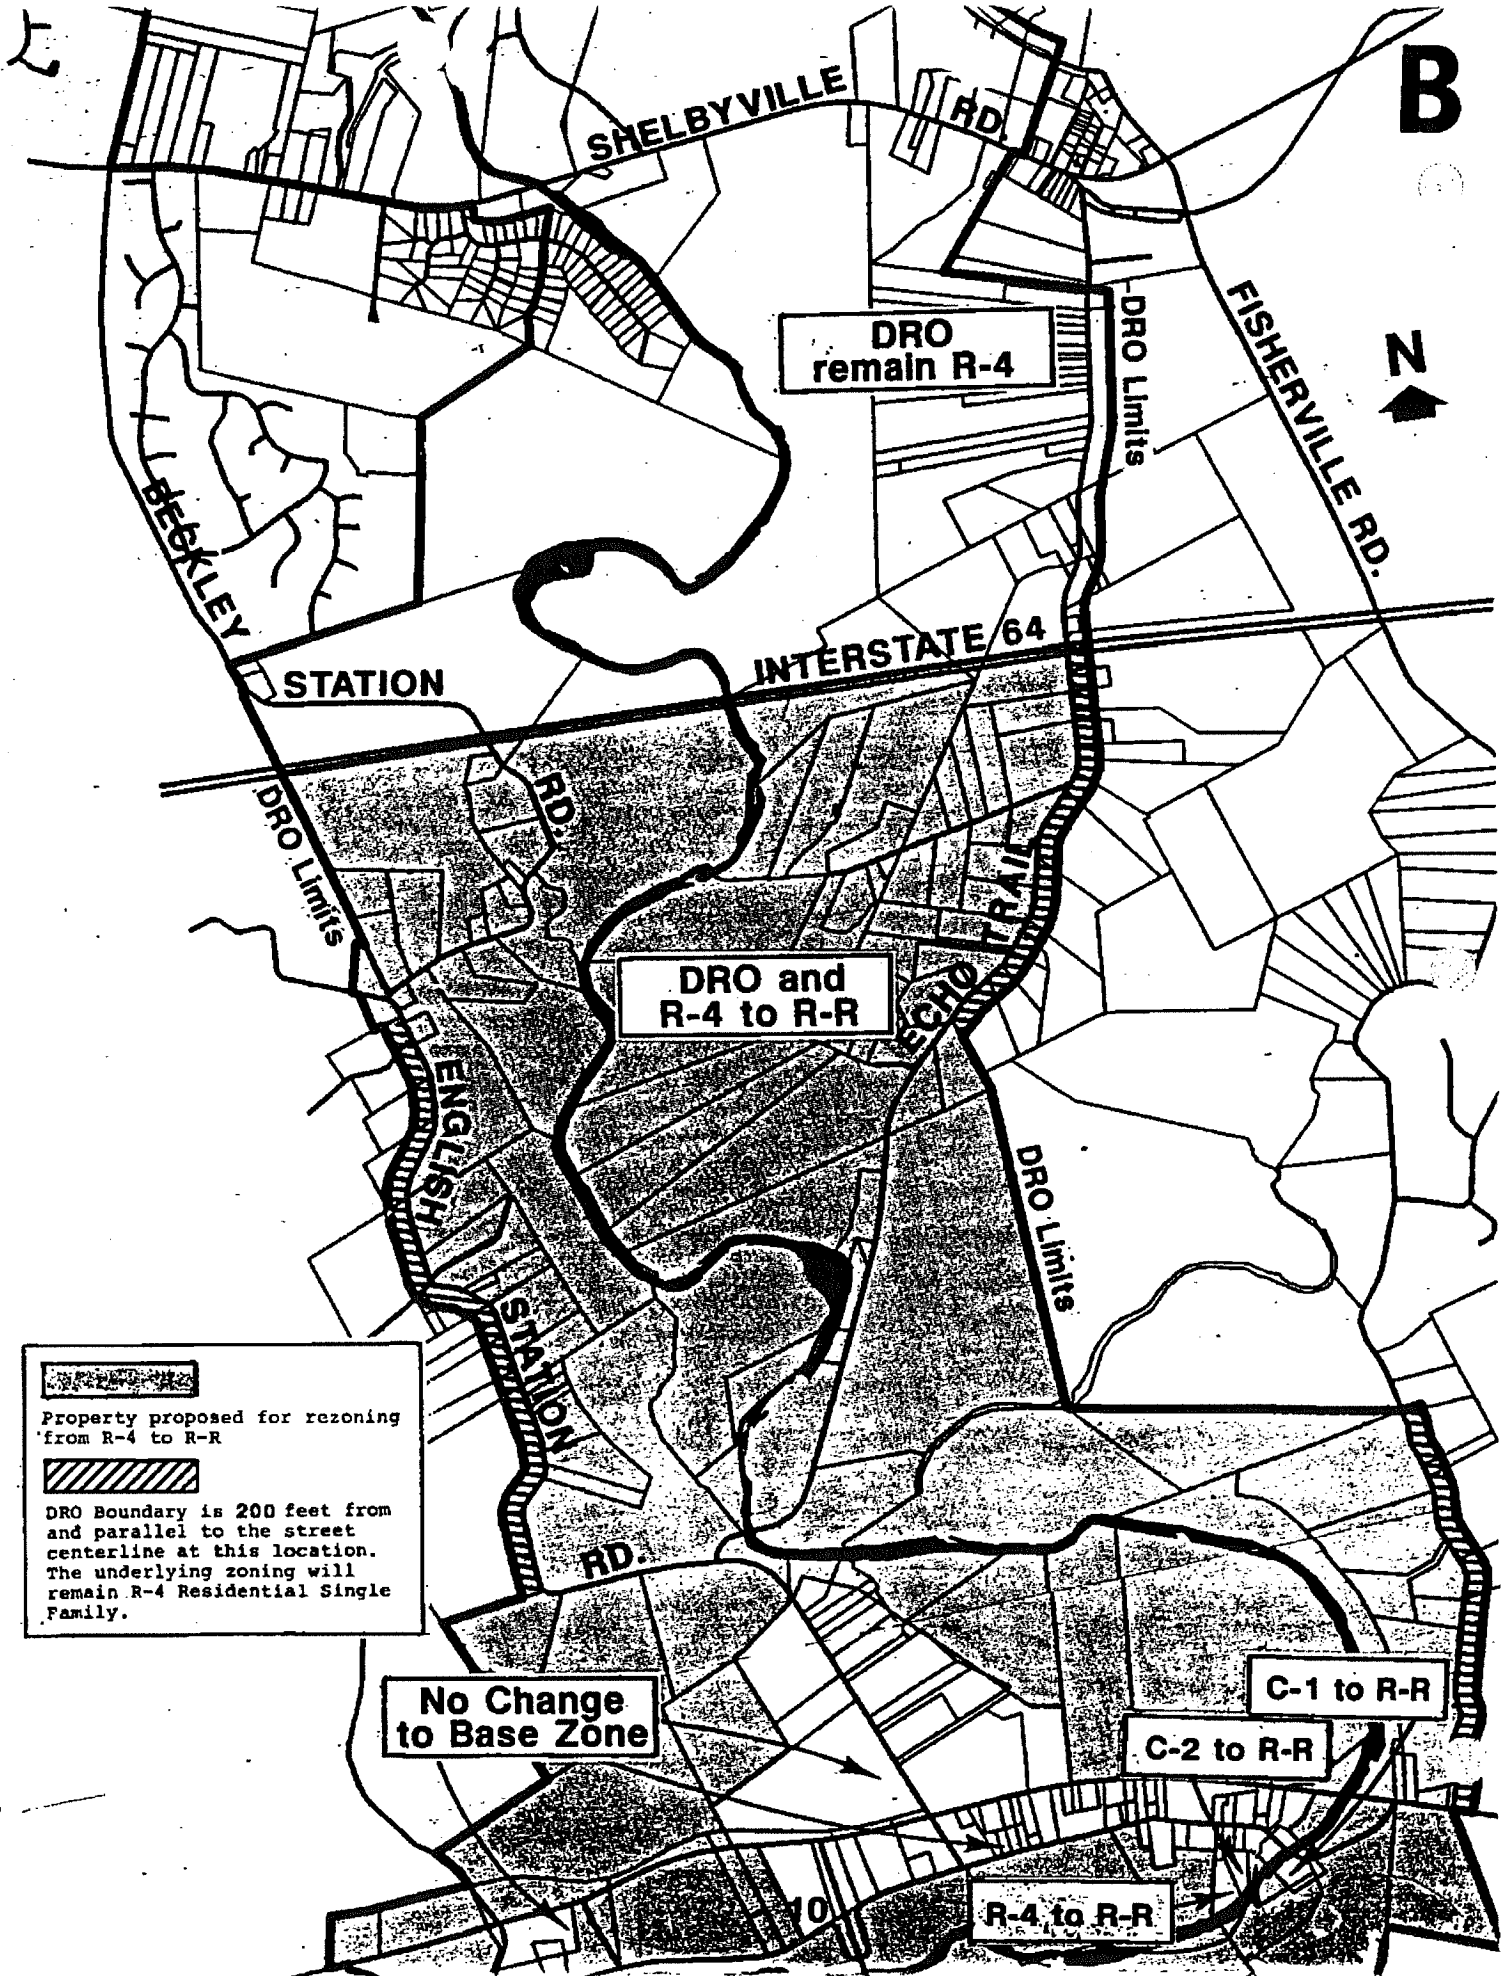 B
SHELBYVILLE
RD.
DRO
remain R-4
DRO Limits
FISHERVILLE RD.
N
BECKLEY
STATION
RD.
INTERSTATE 64
DRO Limits
ECHO TRAIL
DRO and
R-4 to R-R
ENGLISH
STATION
RD.
DRO Limits
Property proposed for rezoning
from R-4 to R-R
DRO Boundary is 200 feet from
and parallel to the street
centerline at this location.
The underlying zoning will
remain R-4 Residential Single
Family.
No Change
to Base Zone
C-1 to R-R
C-2 to R-R
R-4 to R-R
10